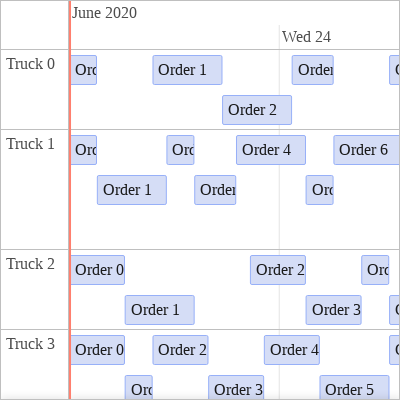 June 2020
Wed 24
Truck 0
Order 1
Order 2
Truck 1
Order 4
Order 6
Order 1
Order
Truck 2
Order 0
Order 2
Order 1
Order 3
Truck 3
Order 0
Order 2
Order 4
Order 3
Order 5